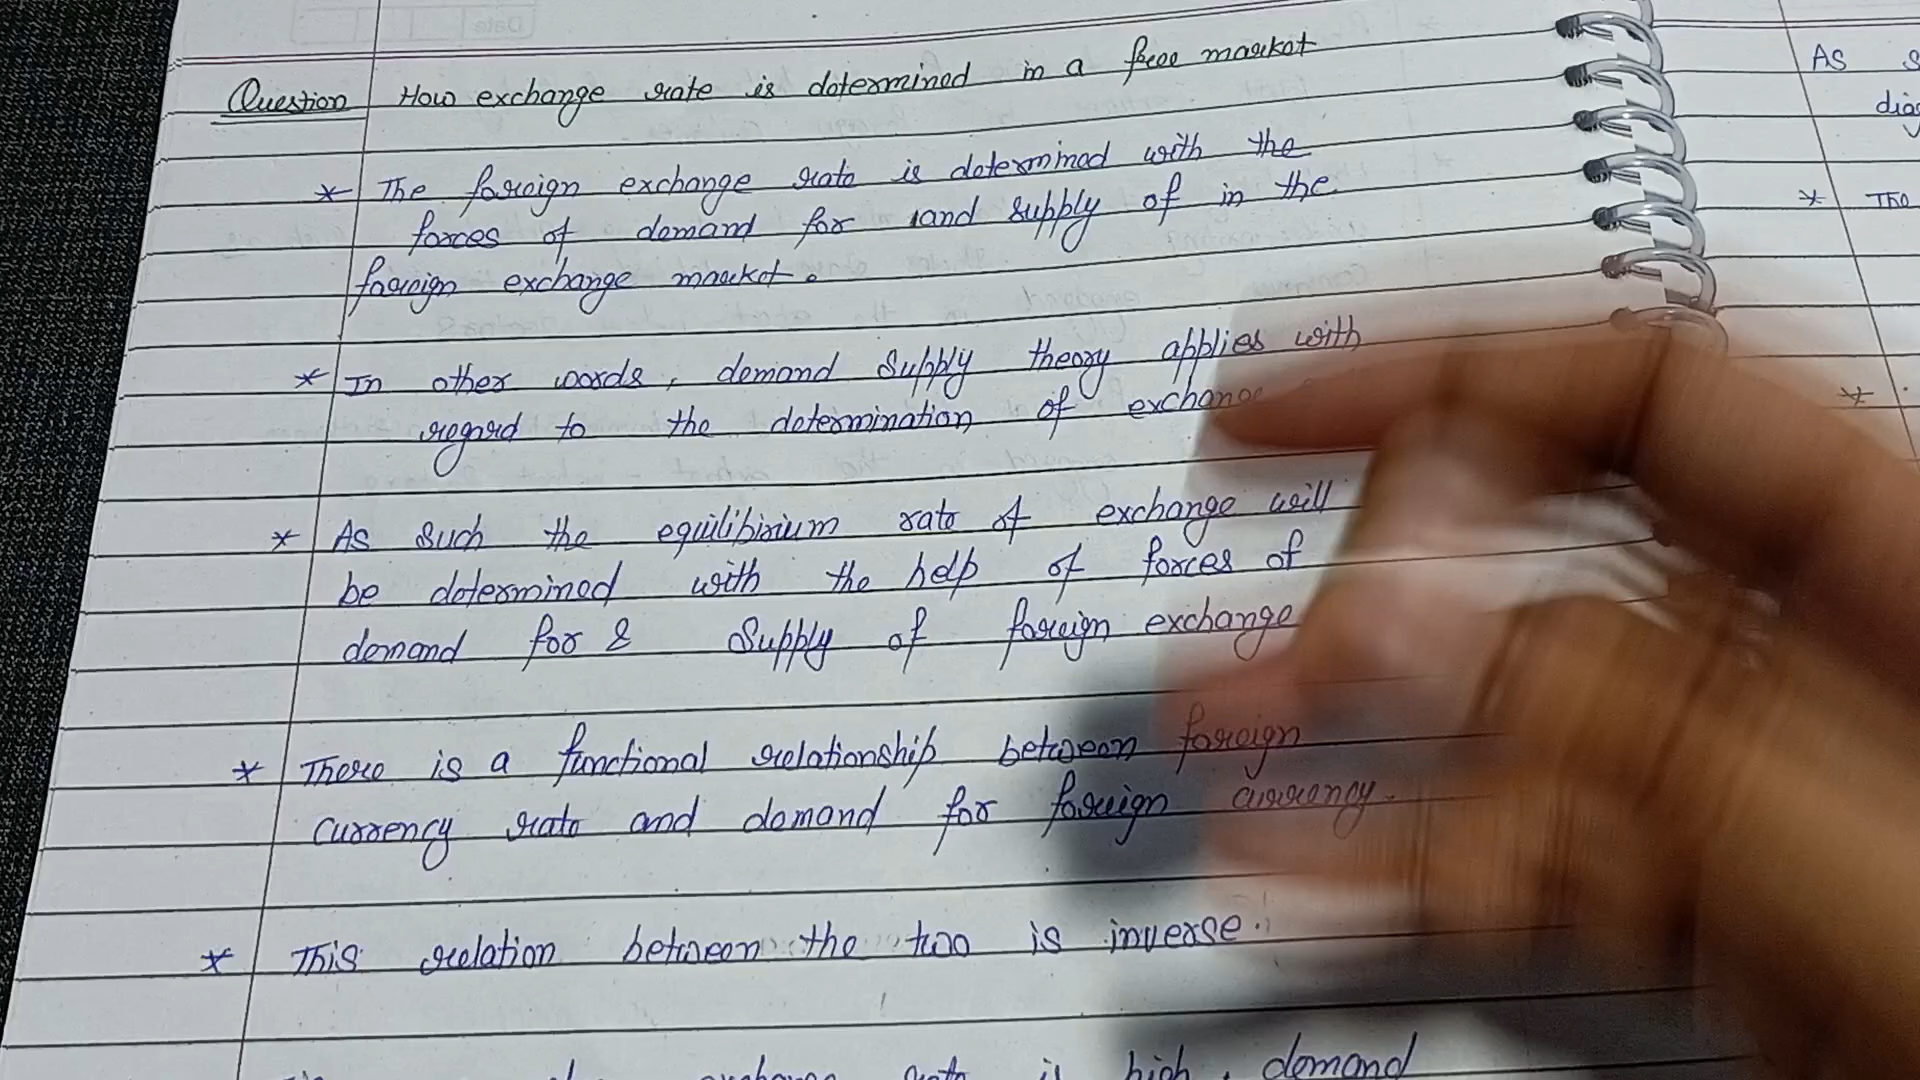 Question How exchange rate is determined in a free market
* The foreign exchange rate is determined with the
forces of demand for and supply of in the
foreign exchange market.
* In other words, demand supply theory applies with
regard to the determination of exchange
* As such the equilibirium rate of exchange will
be determined with the help of forces of
demand for & supply of foreign exchange
* There is a functional relationship between foreign
currency rate and demand for foreign currency.
* This relation between the two is inverse.
is high, demand
As
* The
*